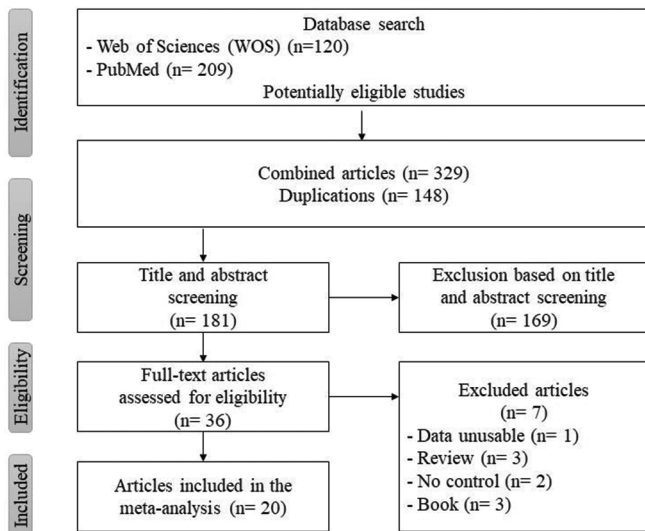 Identification
Database search
- Web of Sciences (WOS) (n=120)
- PubMed (n= 209)
Potentially eligible studies
Screening
Combined articles (n= 329)
Duplications (n= 148)
Title and abstract
screening
(n= 181)
Exclusion based on title
and abstract screening
(n= 169)
Eligibility
Full-text articles
assessed for eligibility
(n= 36)
Excluded articles
(n= 7)
- Data unusable (n= 1)
- Review (n= 3)
- No control (n= 2)
- Book (n= 3)
Included
Articles included in the
meta-analysis (n= 20)